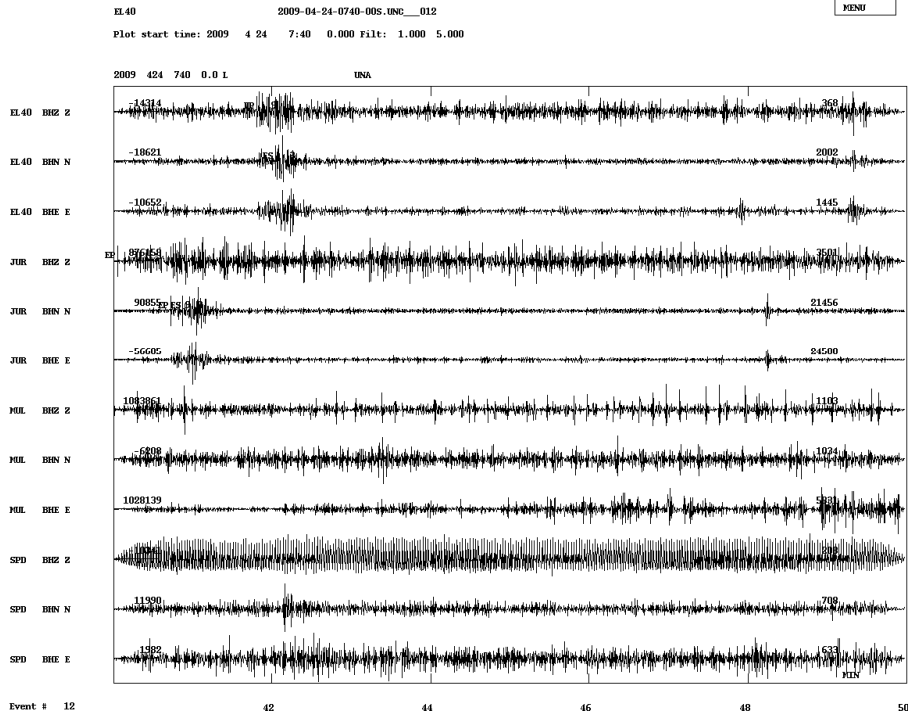 EL40 2009-04-24-0740-00S.UNC___012
MENU
Plot start time: 2009 4 24 7:40 0.000 Filt: 1.000 5.000
2009 424 740 0.0 L UNA
EL40 BHZ Z -14314 368
EL40 BHN N -18621 ES 2002
EL40 BHE E -10652 1445
JUR BHZ Z EP 3501
JUR BHN N 90855 EP ES 21456
JUR BHE E -56605 24500
MUL BHZ Z 1083861 1103
MUL BHN N -6208 1034
MUL BHE E 1028139
SPD BHZ Z
SPD BHN N 11990 708
SPD BHE E 1982 633
MIN
Event # 12 42 44 46 48 50